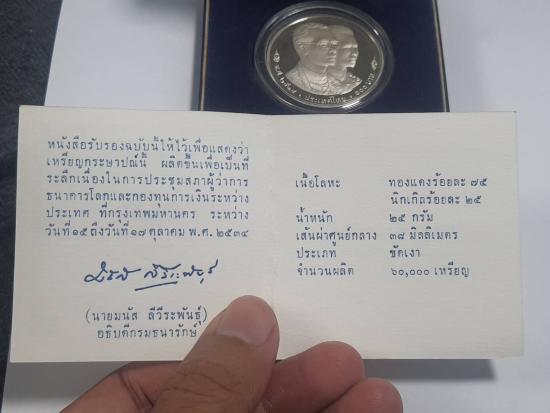 ประเทศไทย
หนังสือรับรองฉบับนี้ให้ไว้เพื่อแสดงว่า
เหรียญกระษาปณ์นี้ ผลิตขึ้นเพื่อเป็นที่
ระลึกเนื่องในการประชุมสภาผู้ว่าการ
ธนาคารโลกและกองทุนการเงินระหว่าง
ประเทศ ที่กรุงเทพมหานคร ระหว่าง
วันที่ ๑๕ ถึงวันที่ ๑๗ ตุลาคม พ.ศ. ๒๕๓๔
(นายมนัส ลีวีระพันธุ์)
อธิบดีกรมธนารักษ์
เนื้อโลหะ ทองแดงร้อยละ ๗๕
นิกเกิลร้อยละ ๒๕
น้ำหนัก ๒๕ กรัม
เส้นผ่าศูนย์กลาง ๓๘ มิลลิเมตร
ประเภท ขัดเงา
จำนวนผลิต ๖๐,๐๐๐ เหรียญ